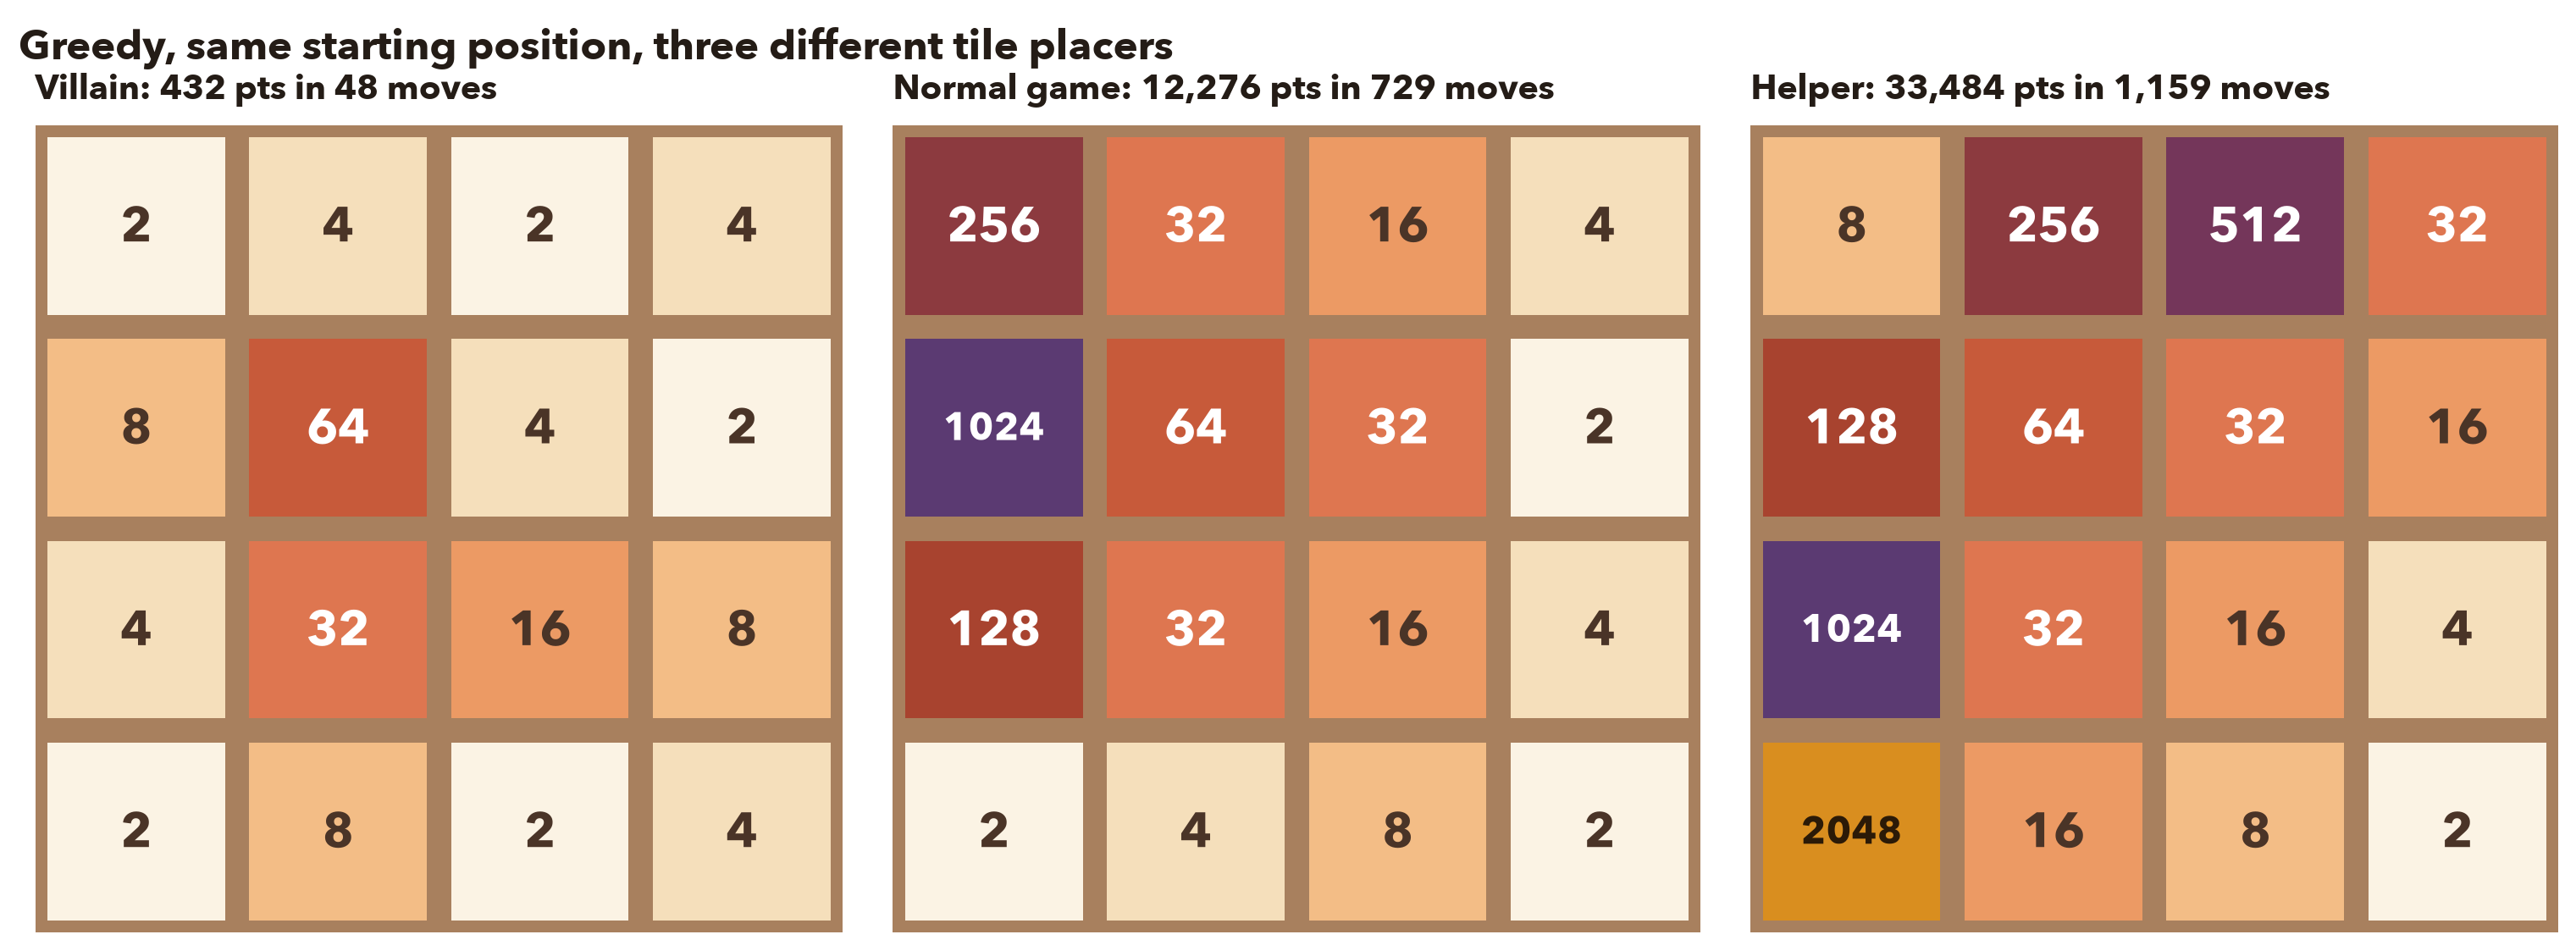 Greedy, same starting position, three different tile placers
Villain: 432 pts in 48 moves
2 4 2 4
8 64 4 2
4 32 16 8
2 8 2 4
Normal game: 12,276 pts in 729 moves
256 32 16 4
1024 64 32 2
128 32 16 4
2 4 8 2
Helper: 33,484 pts in 1,159 moves
8 256 512 32
128 64 32 16
1024 32 16 4
2048 16 8 2